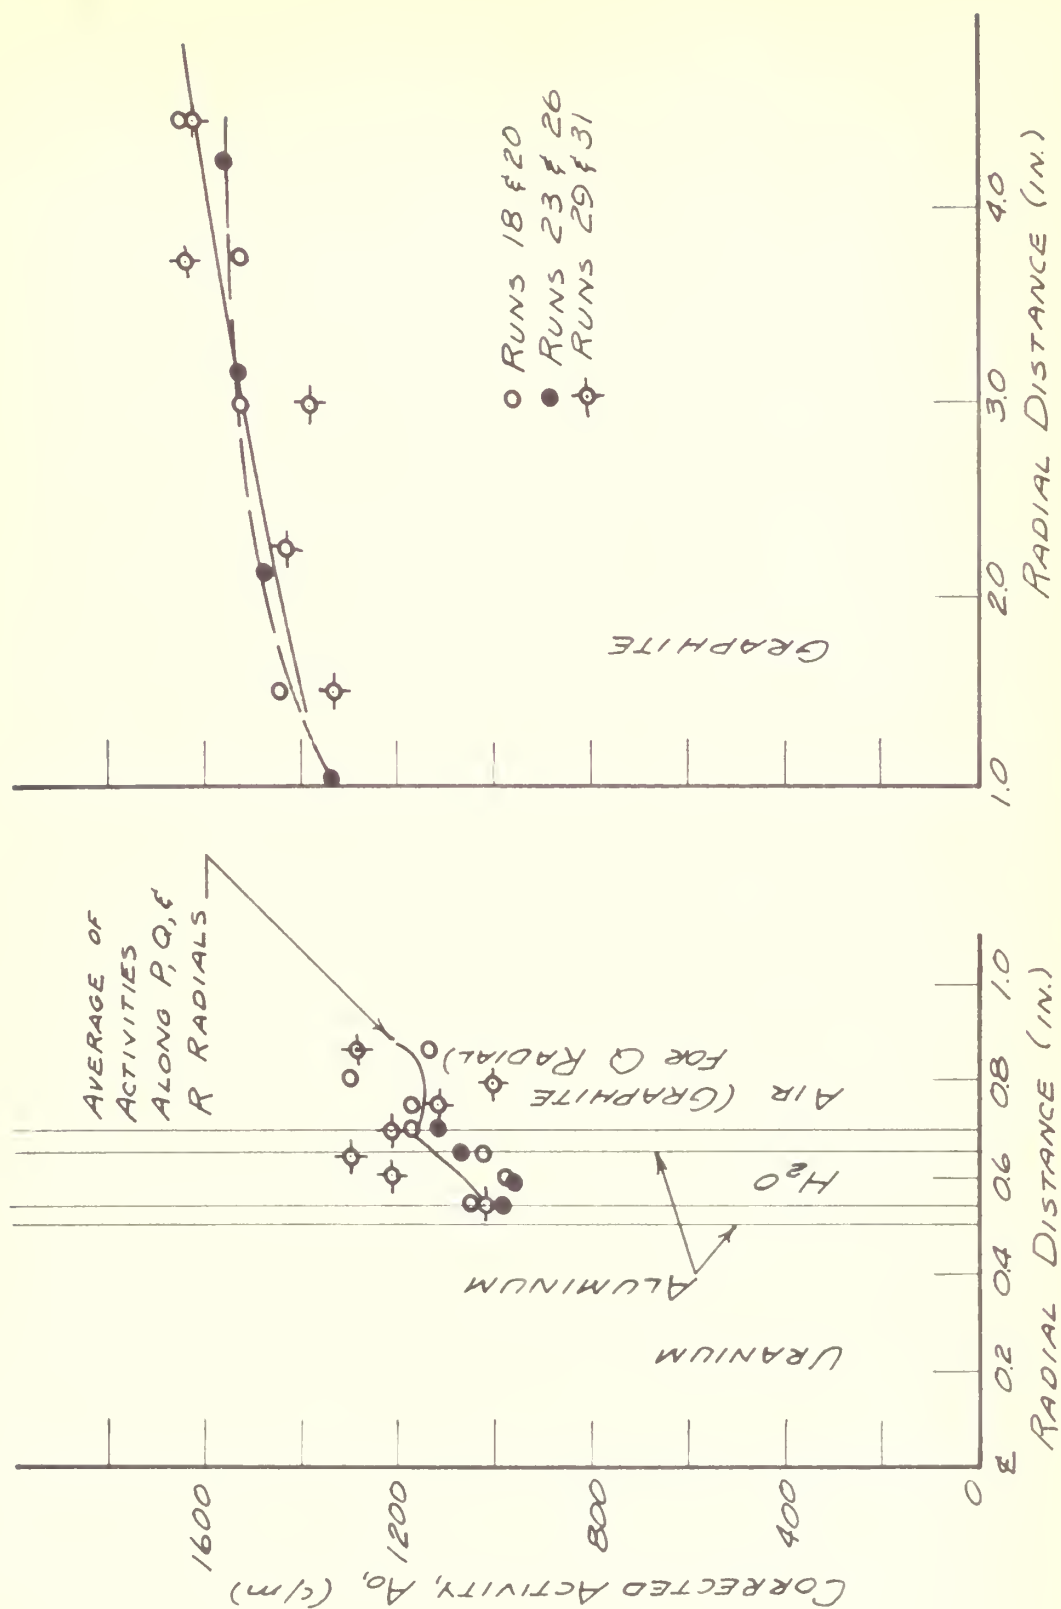 CORRECTED ACTIVITY, A0, (c/m)
1600
1200
800
400
0
AVERAGE OF
ACTIVITIES
ALONG P, Q, &
R RADIALS
URANIUM
ALUMINUM
H2O
AIR (GRAPHITE
FOR Q RADIAL)
℄ 0.2 0.4 0.6 0.8 1.0
RADIAL DISTANCE (IN.)
GRAPHITE
RUNS 18 & 20
RUNS 23 & 26
RUNS 29 & 31
1.0 2.0 3.0 4.0
RADIAL DISTANCE (IN.)